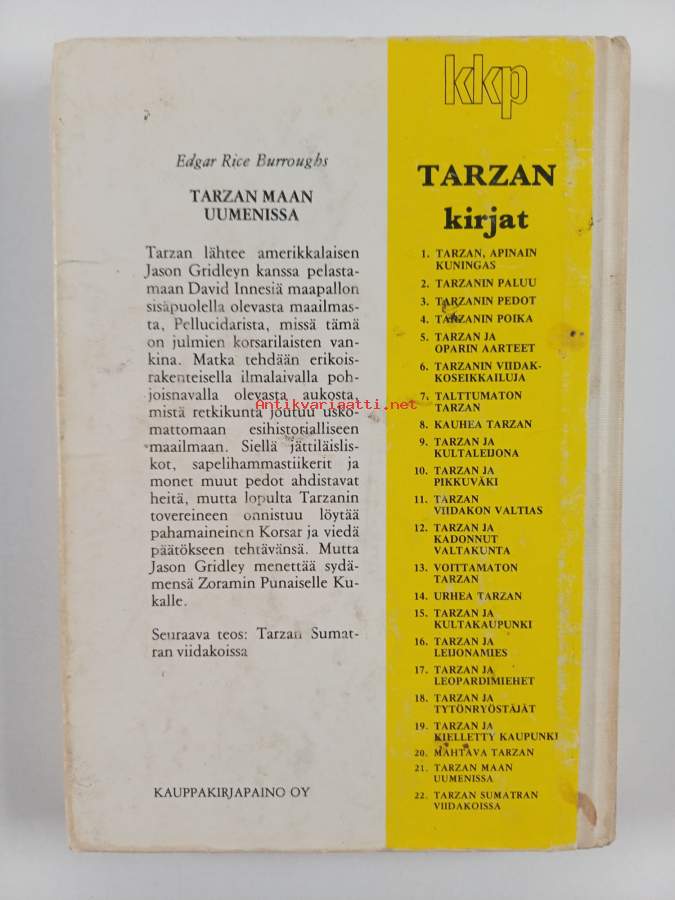 Edgar Rice Burroughs
TARZAN MAAN
UUMENISSA
Tarzan lähtee amerikkalaisen
Jason Gridleyn kanssa pelasta-
maan David Innesiä maapallon
sisäpuolella olevasta maailmas-
ta, Pellucidarista, missä tämä
on julmien korsarilaisten van-
kina. Matka tehdään erikois-
rakenteisella ilmalaivalla poh-
joisnavalla olevasta aukosta,
mistä retkikunta joutuu usko-
mattomaan esihistorialliseen
maailmaan. Siellä jättiläislis-
kot, sapelihammastiikerit ja
monet muut pedot ahdistavat
heitä, mutta lopulta Tarzanin
tovereineen onnistuu löytää
pahamaineinen Korsar ja viedä
päätökseen tehtävänsä. Mutta
Jason Gridley menettää sydä-
mensä Zoramin Punaiselle Ku-
kalle.
Seuraava teos: Tarzan Sumat-
ran viidakoissa
KAUPPAKIRJAPAINO OY
kkp
TARZAN
kirjat
1. TARZAN, APINAIN
KUNINGAS
2. TARZANIN PALUU
3. TARZANIN PEDOT
4. TARZANIN POIKA
5. TARZAN JA
OPARIN AARTEET
6. TARZANIN VIIDAK-
KOSEIKKAILUJA
7. TALTTUMATON
TARZAN
8. KAUHEA TARZAN
9. TARZAN JA
KULTALEIJONA
10. TARZAN JA
PIKKUVÄKI
11. TARZAN
VIIDAKON VALTIAS
12. TARZAN JA
KADONNUT
VALTAKUNTA
13. VOITTAMATON
TARZAN
14. URHEA TARZAN
15. TARZAN JA
KULTAKAUPUNKI
16. TARZAN JA
LEIJONAMIES
17. TARZAN JA
LEOPARDIMIEHET
18. TARZAN JA
TYTÖNRYÖSTÄJÄT
19. TARZAN JA
KIELLETTY KAUPUNKI
20. MAHTAVA TARZAN
21. TARZAN MAAN
UUMENISSA
22. TARZAN SUMATRAN
VIIDAKOISSA
Antikvariaatti.net